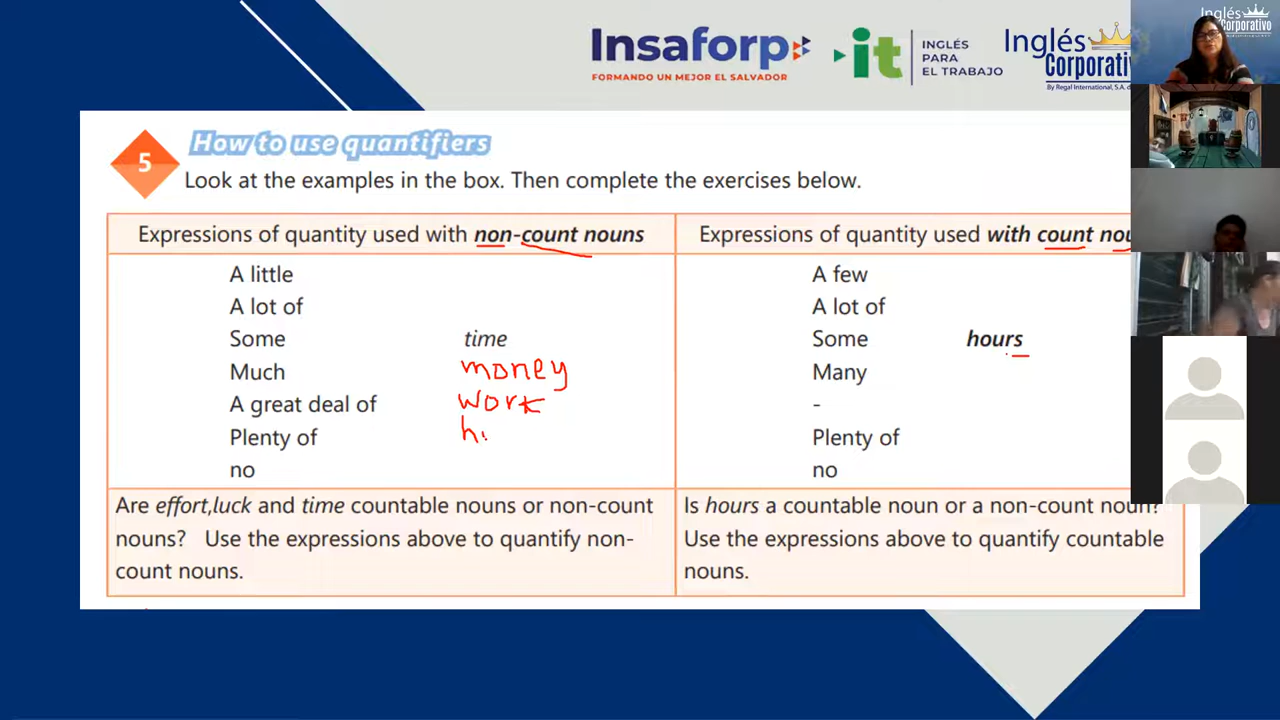 Insaforp
FORMANDO UN MEJOR EL SALVADOR
it
INGLÉS
PARA
EL TRABAJO
Inglés
Corporativ
By Regal International, S.A. d
Inglés
Corporativo
5
How to use quantifiers
Look at the examples in the box. Then complete the exercises below.
Expressions of quantity used with non-count nouns
Expressions of quantity used with count nou
A little
A lot of
Some time
Much money
A great deal of work
Plenty of h
no
A few
A lot of
Some hours
Many
-
Plenty of
no
Are effort,luck and time countable nouns or non-count
nouns? Use the expressions above to quantify non-
count nouns.
Is hours a countable noun or a non-count noun?
Use the expressions above to quantify countable
nouns.